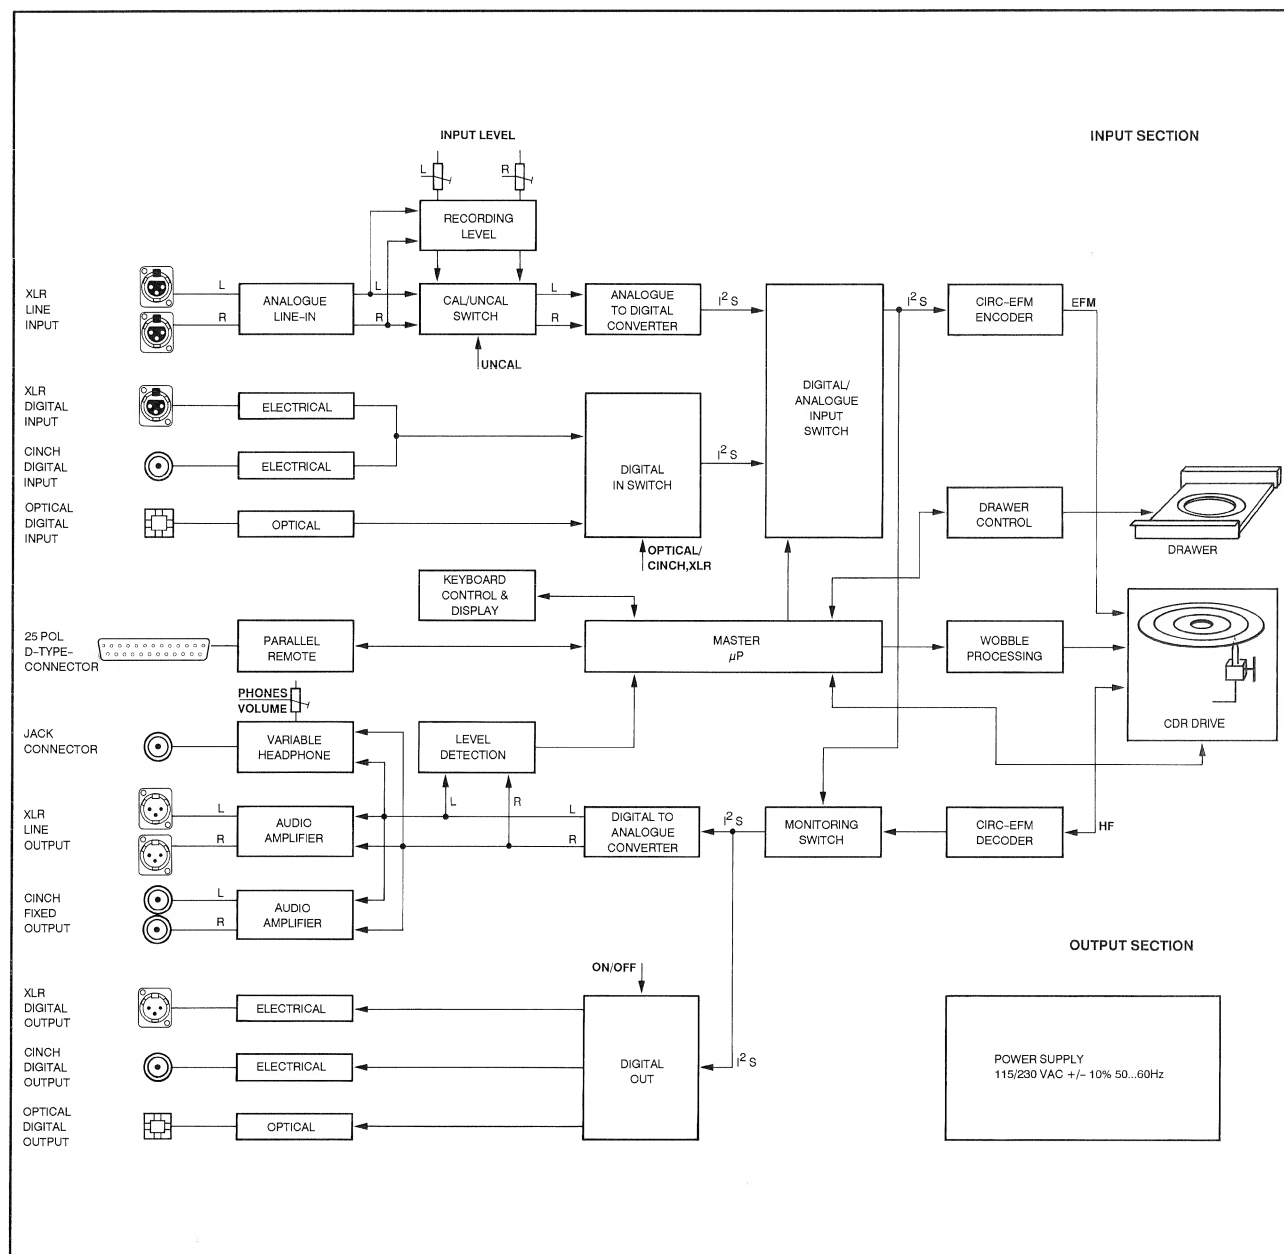 INPUT LEVEL
INPUT SECTION
L
R
RECORDING
LEVEL
XLR
LINE
INPUT
L
R
ANALOGUE
LINE-IN
L
R
CAL/UNCAL
SWITCH
UNCAL
L
R
ANALOGUE
TO DIGITAL
CONVERTER
I²S
DIGITAL/
ANALOGUE
INPUT
SWITCH
I²S
CIRC-EFM
ENCODER
EFM
XLR
DIGITAL
INPUT
ELECTRICAL
CINCH
DIGITAL
INPUT
ELECTRICAL
OPTICAL
DIGITAL
INPUT
OPTICAL
DIGITAL
IN SWITCH
I²S
OPTICAL/
CINCH,XLR
DRAWER
CONTROL
DRAWER
KEYBOARD
CONTROL &
DISPLAY
25 POL
D-TYPE-
CONNECTOR
PARALLEL
REMOTE
MASTER
µP
WOBBLE
PROCESSING
CDR DRIVE
PHONES
VOLUME
JACK
CONNECTOR
VARIABLE
HEADPHONE
LEVEL
DETECTION
L
R
XLR
LINE
OUTPUT
L
R
AUDIO
AMPLIFIER
L
R
DIGITAL TO
ANALOGUE
CONVERTER
I²S
MONITORING
SWITCH
CIRC-EFM
DECODER
HF
CINCH
FIXED
OUTPUT
L
R
AUDIO
AMPLIFIER
OUTPUT SECTION
ON/OFF
XLR
DIGITAL
OUTPUT
ELECTRICAL
CINCH
DIGITAL
OUTPUT
ELECTRICAL
OPTICAL
DIGITAL
OUTPUT
OPTICAL
DIGITAL
OUT
I²S
POWER SUPPLY
115/230 VAC +/- 10% 50...60Hz